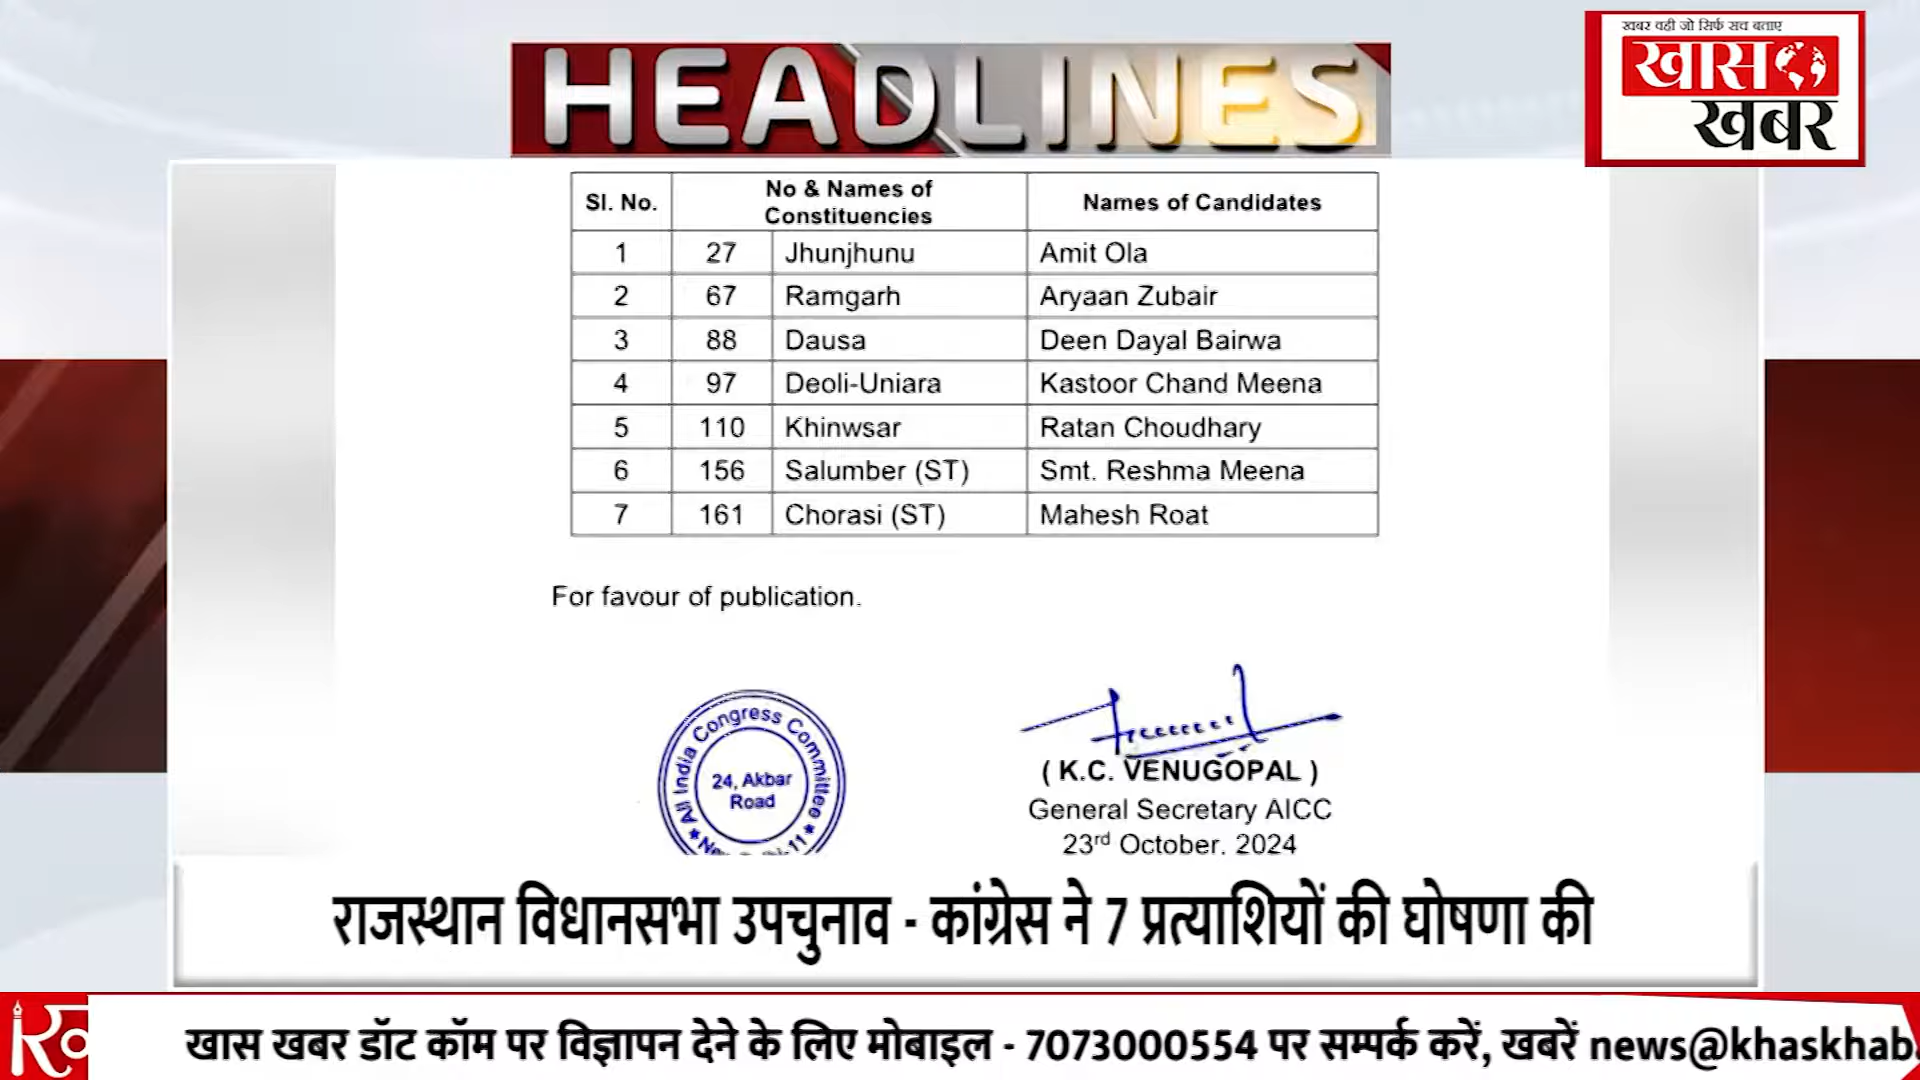 खबर वही जो सिर्फ सच बताए
खास
खबर
HEADLINES
Sl. No. No & Names of Constituencies Names of Candidates
1 27 Jhunjhunu Amit Ola
2 67 Ramgarh Aryaan Zubair
3 88 Dausa Deen Dayal Bairwa
4 97 Deoli-Uniara Kastoor Chand Meena
5 110 Khinwsar Ratan Choudhary
6 156 Salumber (ST) Smt. Reshma Meena
7 161 Chorasi (ST) Mahesh Roat
For favour of publication.
All India Congress Committee
24, Akbar
Road
( K.C. VENUGOPAL )
General Secretary AICC
23rd October, 2024
राजस्थान विधानसभा उपचुनाव - कांग्रेस ने 7 प्रत्याशियों की घोषणा की
खास खबर डॉट कॉम पर विज्ञापन देने के लिए मोबाइल - 7073000554 पर सम्पर्क करें, खबरें news@khaskhab